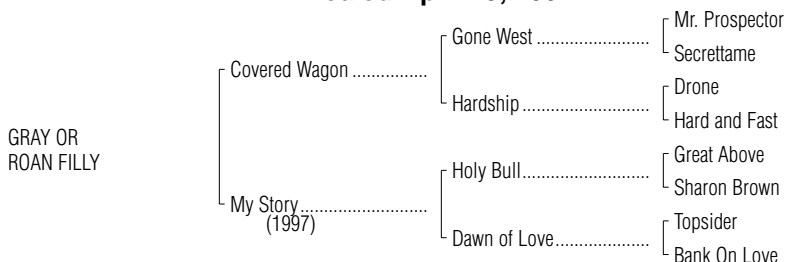 Mr. Prospector
Gone West ........................
Secrettame
Covered Wagon ................
Drone
Hardship ...........................
Hard and Fast
GRAY OR
ROAN FILLY
Great Above
Holy Bull...........................
Sharon Brown
My Story...........................
(1997)
Topsider
Dawn of Love....................
Bank On Love